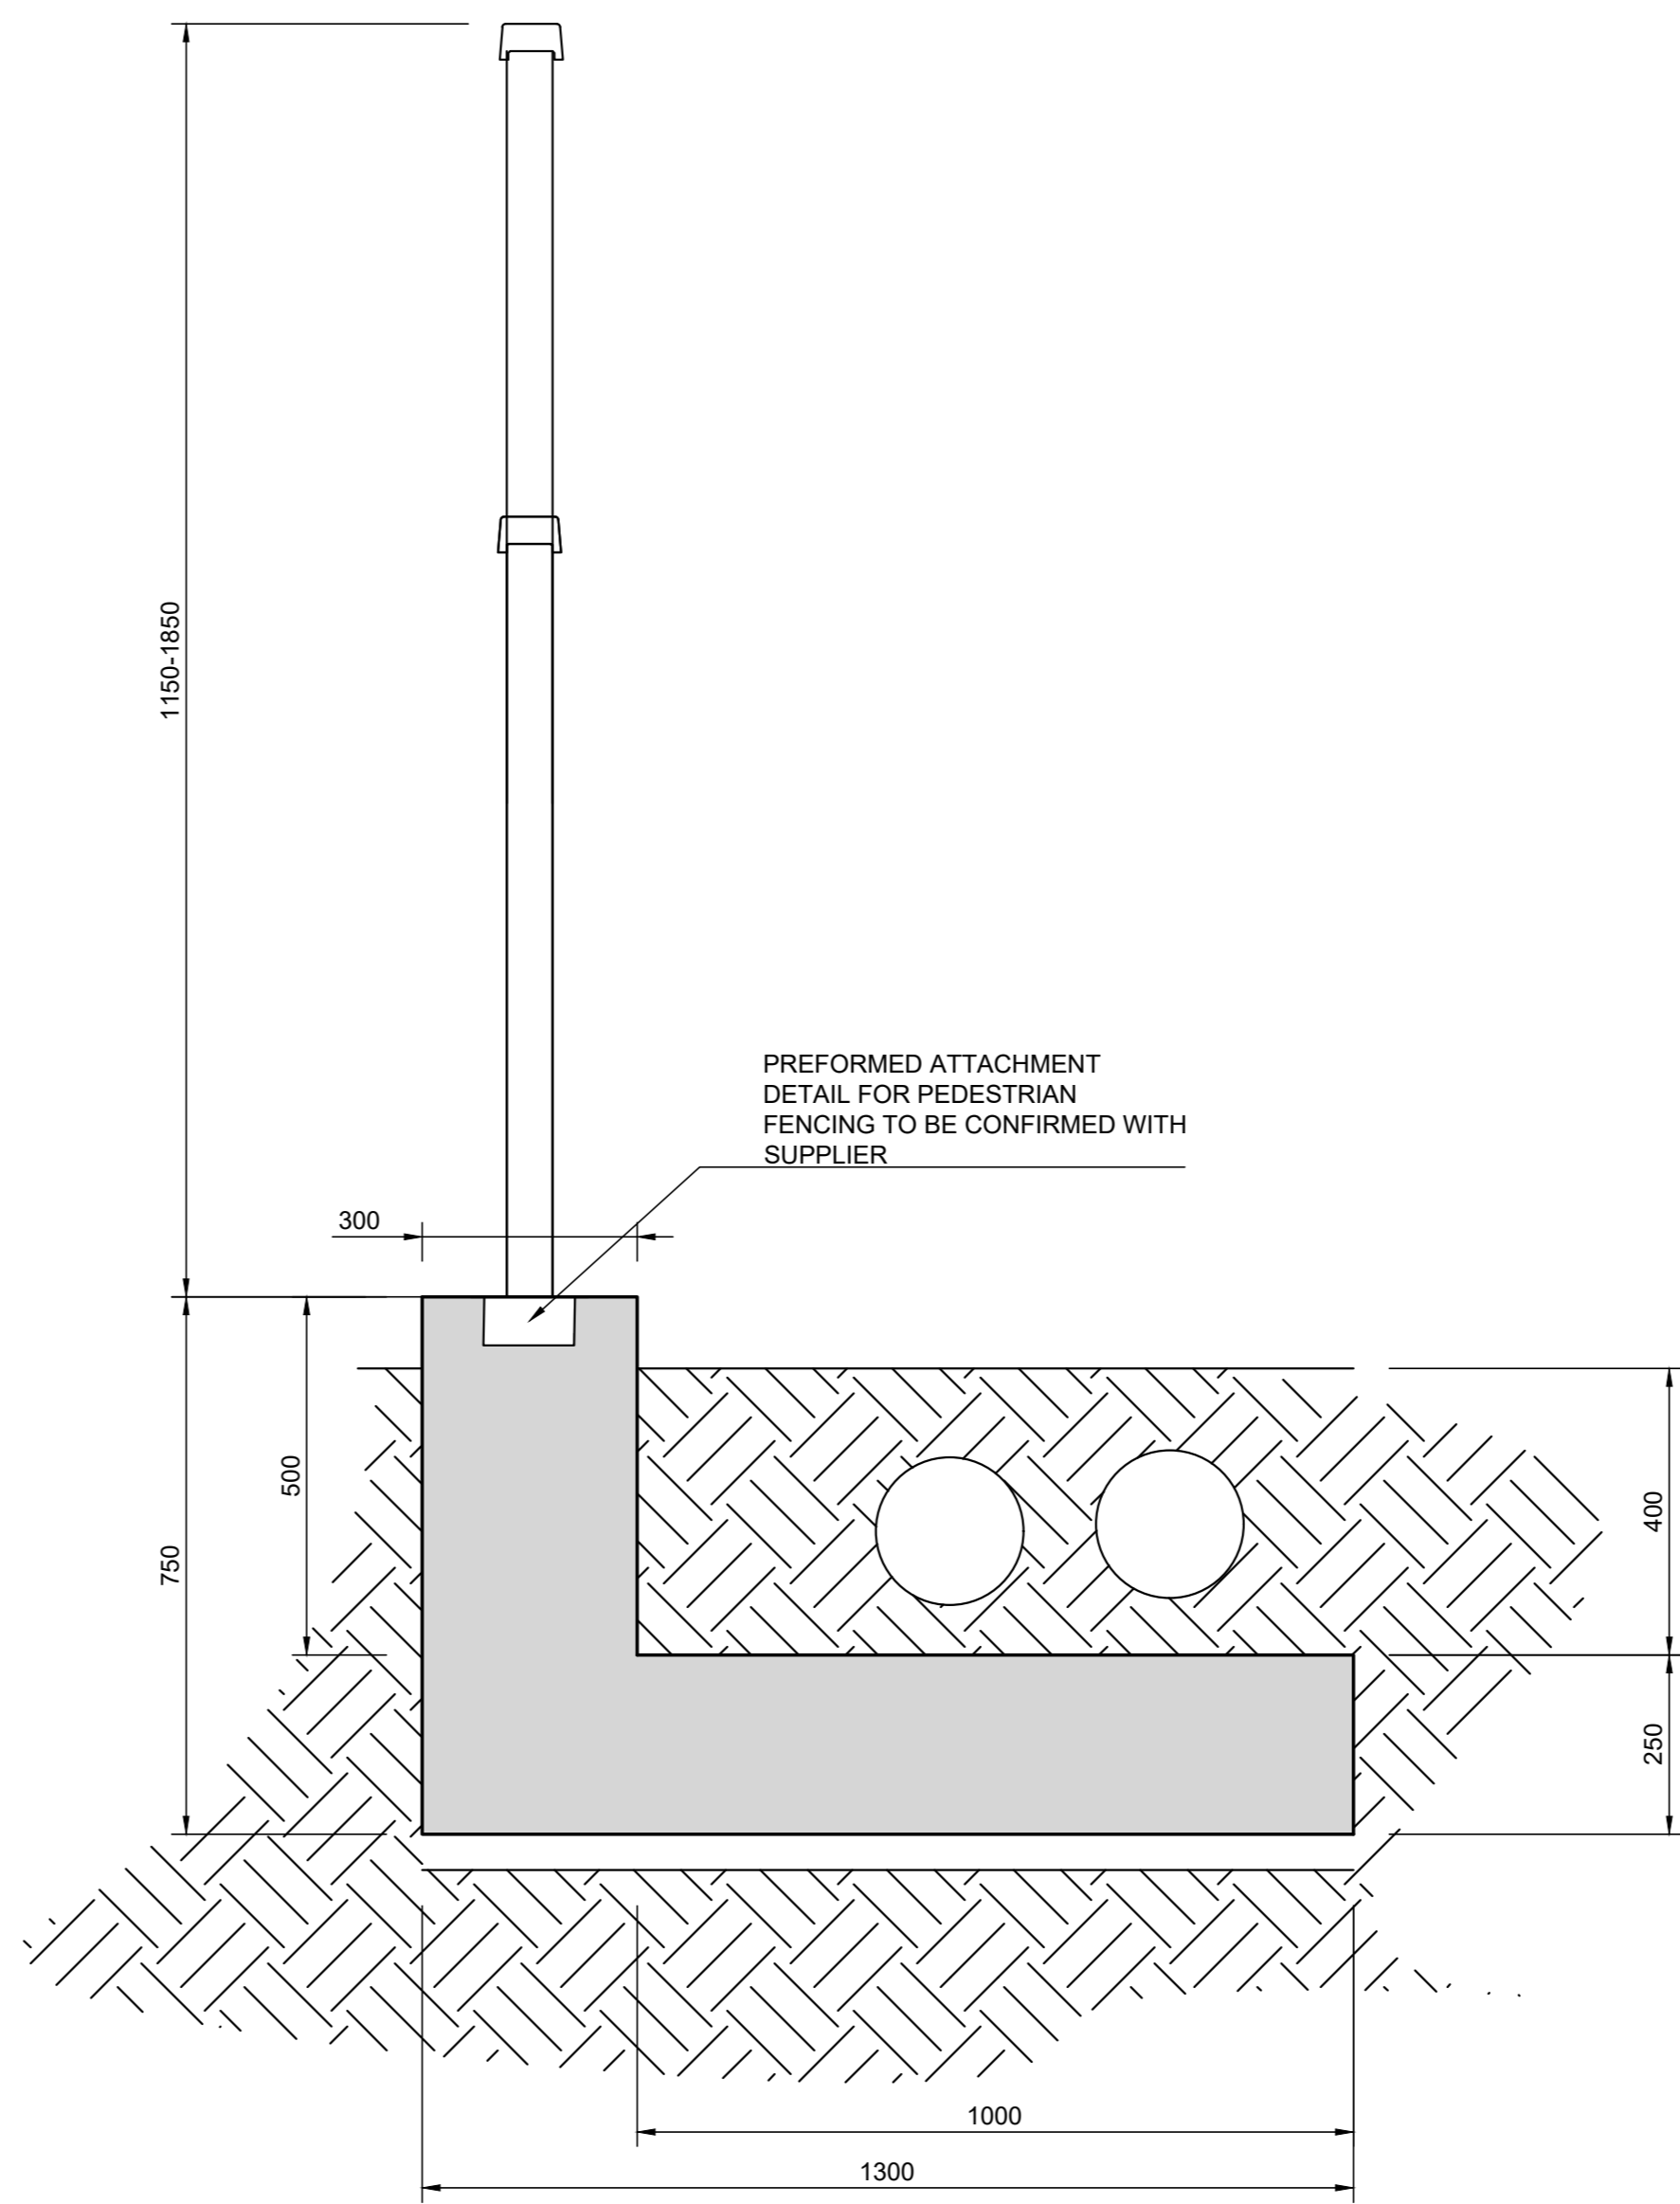 1150-1850
PREFORMED ATTACHMENT
DETAIL FOR PEDESTRIAN
FENCING TO BE CONFIRMED WITH
SUPPLIER
300
500
750
400
250
1000
1300